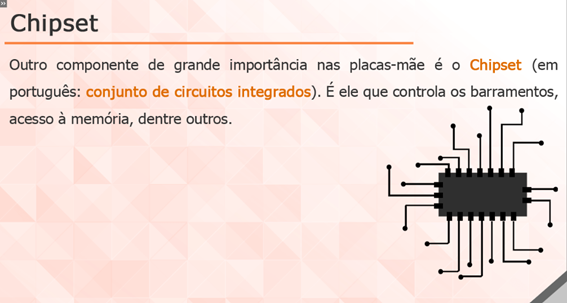 Chipset
Outro componente de grande importância nas placas-mãe é o Chipset (em
português: conjunto de circuitos integrados). É ele que controla os barramentos,
acesso à memória, dentre outros.